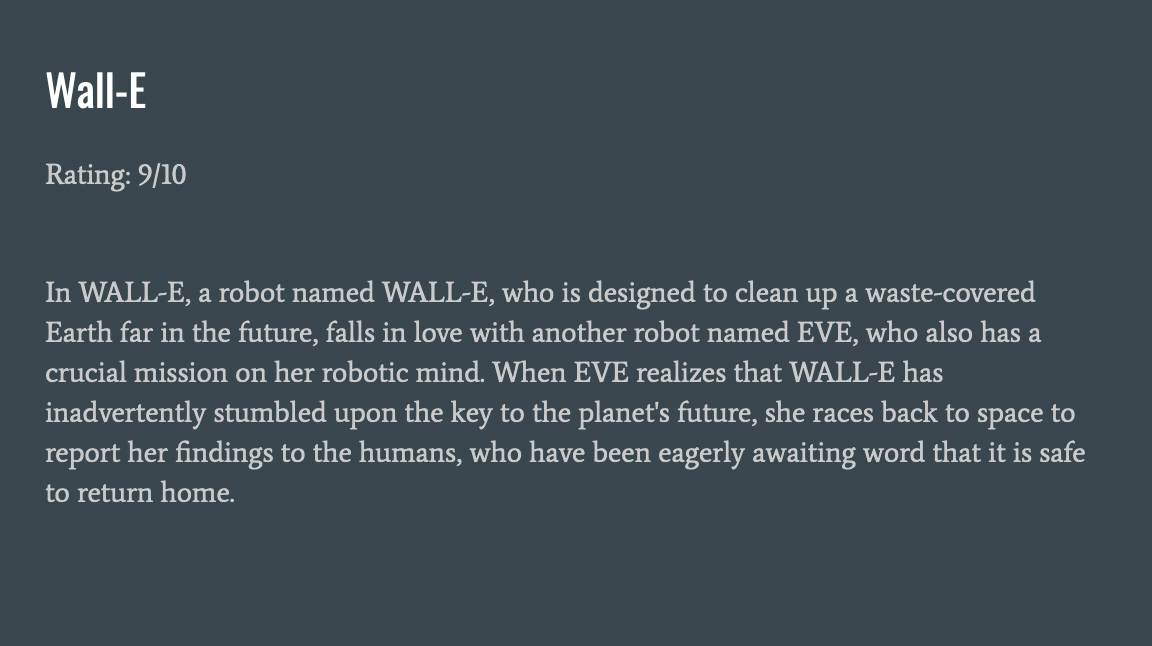 Wall-E
Rating: 9/10
In WALL-E, a robot named WALL-E, who is designed to clean up a waste-covered
Earth far in the future, falls in love with another robot named EVE, who also has a
crucial mission on her robotic mind. When EVE realizes that WALL-E has
inadvertently stumbled upon the key to the planet's future, she races back to space to
report her findings to the humans, who have been eagerly awaiting word that it is safe
to return home.